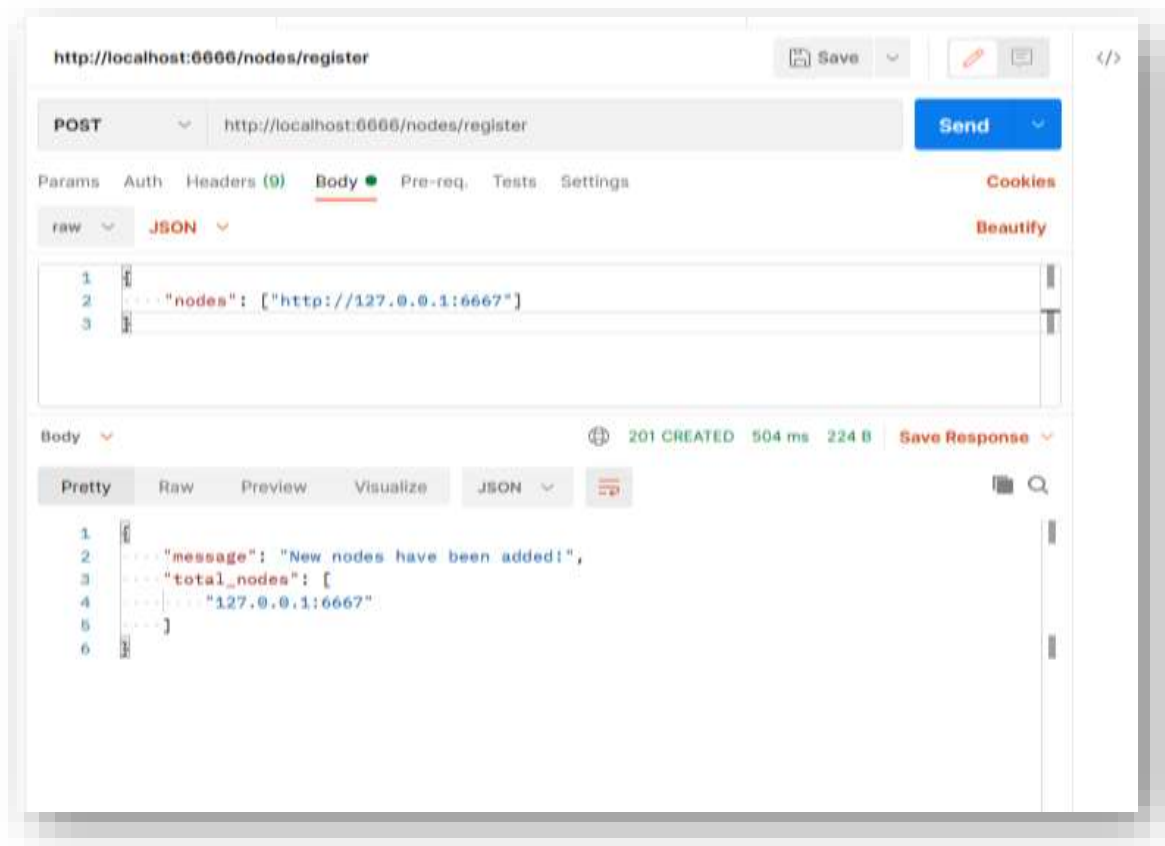 http://localhost:6666/nodes/register
Save
</>
POST http://localhost:6666/nodes/register Send
Params Auth Headers (9) Body Pre-req. Tests Settings Cookies
raw JSON Beautify
1 {
2 "nodes": ["http://127.0.0.1:6667"]
3 }
Body 201 CREATED 504 ms 224 B Save Response
Pretty Raw Preview Visualize JSON
1 {
2 "message": "New nodes have been added!",
3 "total_nodes": [
4 "127.0.0.1:6667"
5 ]
6 }